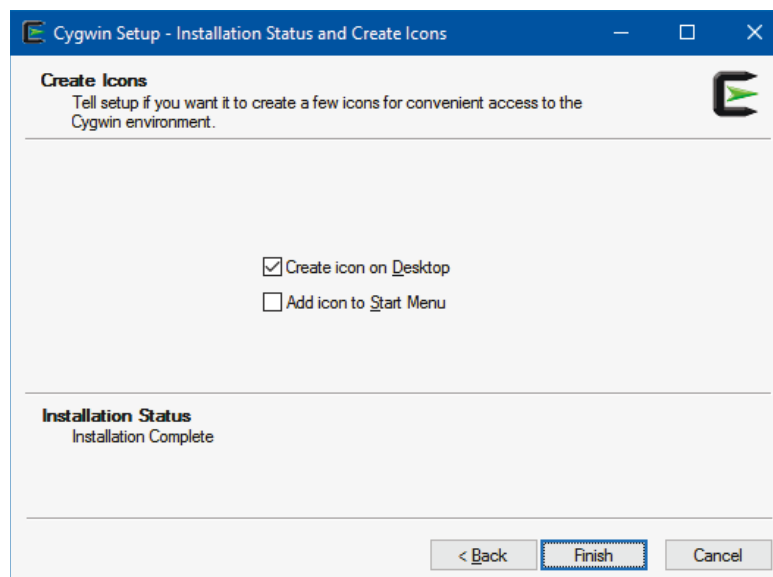 Cygwin Setup - Installation Status and Create Icons
Create Icons
Tell setup if you want it to create a few icons for convenient access to the
Cygwin environment.
Create icon on Desktop
Add icon to Start Menu
Installation Status
Installation Complete
< Back Finish Cancel